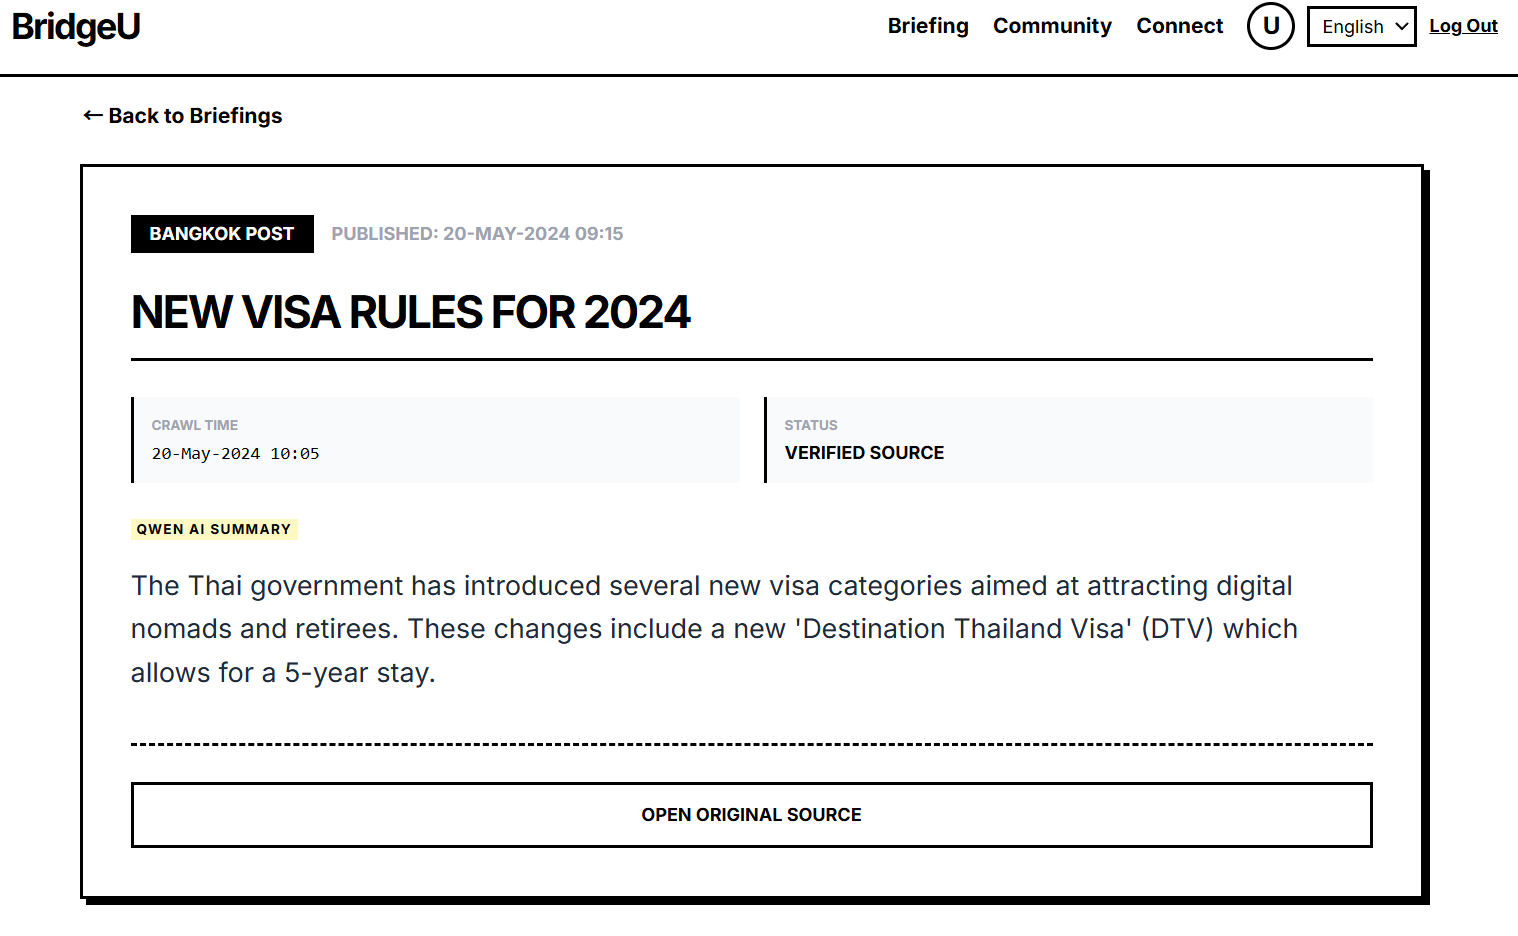 BridgeU
Briefing Community Connect U English Log Out
← Back to Briefings
BANGKOK POST PUBLISHED: 20-MAY-2024 09:15
NEW VISA RULES FOR 2024
CRAWL TIME
20-May-2024 10:05
STATUS
VERIFIED SOURCE
QWEN AI SUMMARY
The Thai government has introduced several new visa categories aimed at attracting digital
nomads and retirees. These changes include a new 'Destination Thailand Visa' (DTV) which
allows for a 5-year stay.
OPEN ORIGINAL SOURCE